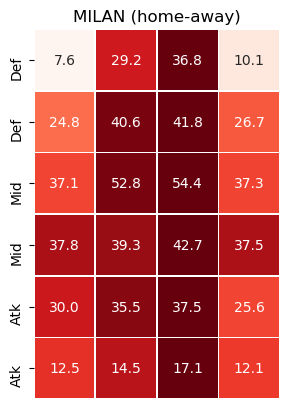 MILAN (home-away)
Def 7.6 29.2 36.8 10.1
Def 24.8 40.6 41.8 26.7
Mid 37.1 52.8 54.4 37.3
Mid 37.8 39.3 42.7 37.5
Atk 30.0 35.5 37.5 25.6
Atk 12.5 14.5 17.1 12.1